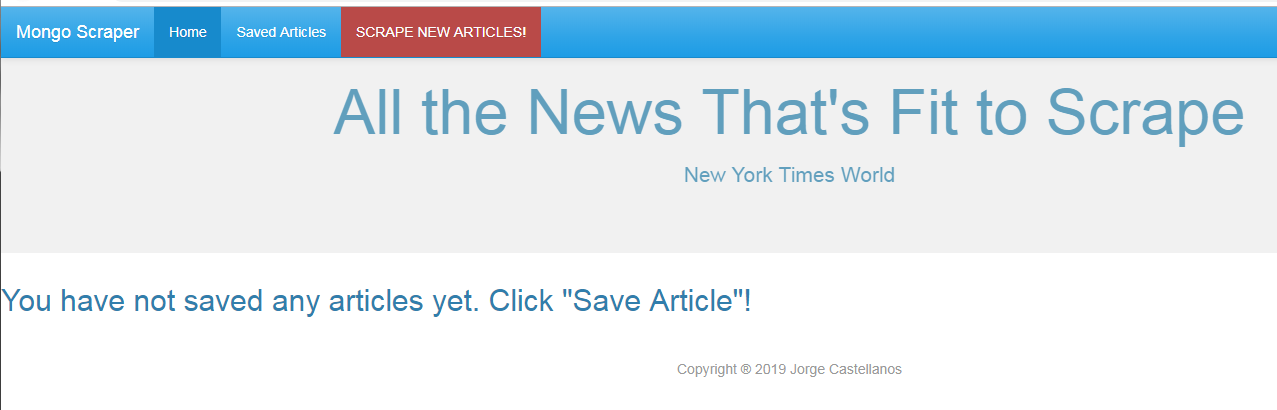 Mongo Scraper Home Saved Articles SCRAPE NEW ARTICLES!
All the News That's Fit to Scrape
New York Times World
You have not saved any articles yet. Click "Save Article"!
Copyright ® 2019 Jorge Castellanos